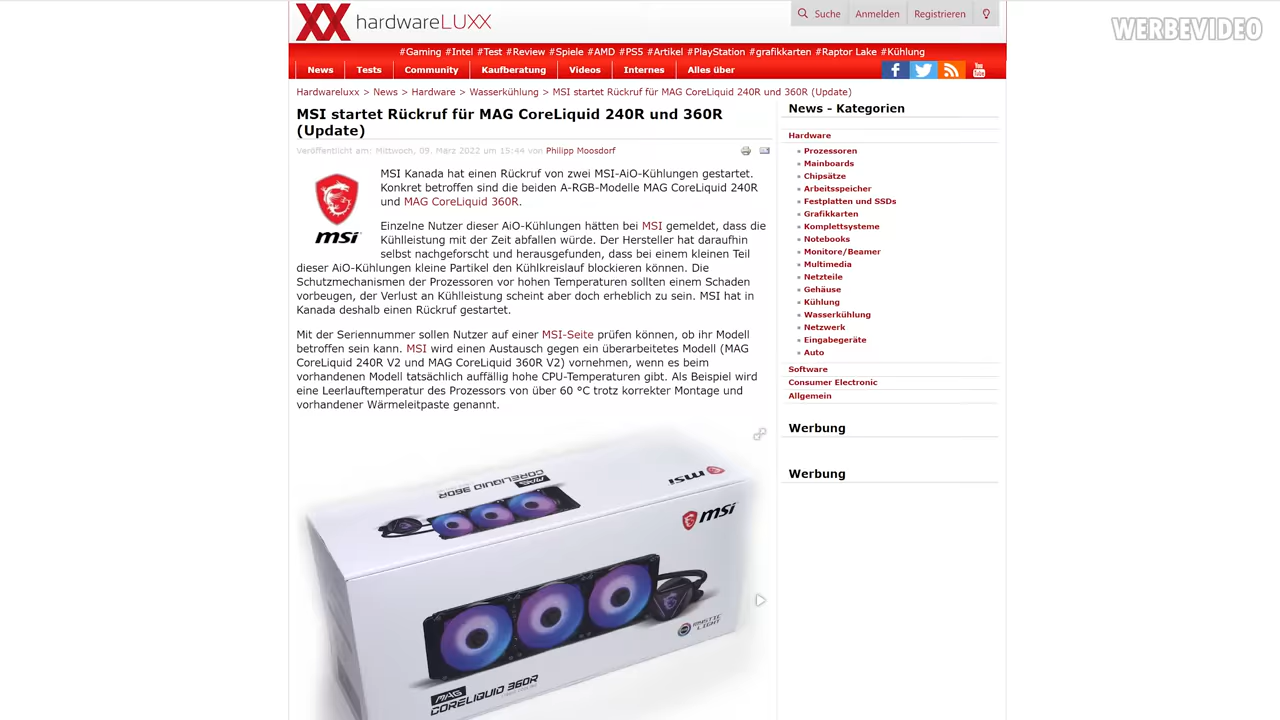 hardwareLUXX
Suche
Anmelden
Registrieren
WERBEVIDEO
#Gaming #Intel #Test #Review #Spiele #AMD #PS5 #Artikel #PlayStation #grafikkarten #Raptor Lake #Kühlung
News Tests Community Kaufberatung Videos Internes Alles über
You Tube
Hardwareluxx > News > Hardware > Wasserkühlung > MSI startet Rückruf für MAG CoreLiquid 240R und 360R (Update)
MSI startet Rückruf für MAG CoreLiquid 240R und 360R
(Update)
Veröffentlicht am: Mittwoch, 09. März 2022 um 15:44 von Philipp Moosdorf
msi
MSI Kanada hat einen Rückruf von zwei MSI-AiO-Kühlungen gestartet.
Konkret betroffen sind die beiden A-RGB-Modelle MAG CoreLiquid 240R
und MAG CoreLiquid 360R.
Einzelne Nutzer dieser AiO-Kühlungen hätten bei MSI gemeldet, dass die
Kühlleistung mit der Zeit abfallen würde. Der Hersteller hat daraufhin
selbst nachgeforscht und herausgefunden, dass bei einem kleinen Teil
dieser AiO-Kühlungen kleine Partikel den Kühlkreislauf blockieren können. Die
Schutzmechanismen der Prozessoren vor hohen Temperaturen sollten einem Schaden
vorbeugen, der Verlust an Kühlleistung scheint aber doch erheblich zu sein. MSI hat in
Kanada deshalb einen Rückruf gestartet.
Mit der Seriennummer sollen Nutzer auf einer MSI-Seite prüfen können, ob ihr Modell
betroffen sein kann. MSI wird einen Austausch gegen ein überarbeitetes Modell (MAG
CoreLiquid 240R V2 und MAG CoreLiquid 360R V2) vornehmen, wenn es beim
vorhandenen Modell tatsächlich auffällig hohe CPU-Temperaturen gibt. Als Beispiel wird
eine Leerlauftemperatur des Prozessors von über 60 °C trotz korrekter Montage und
vorhandener Wärmeleitpaste genannt.
MAG
CORELIQUID 360R
msi
msi
MYSTIC
LIGHT
MAG
CORELIQUID 360R
News - Kategorien
Hardware
Prozessoren
Mainboards
Chipsätze
Arbeitsspeicher
Festplatten und SSDs
Grafikkarten
Komplettsysteme
Notebooks
Monitore/Beamer
Multimedia
Netzteile
Gehäuse
Kühlung
Wasserkühlung
Netzwerk
Eingabegeräte
Auto
Software
Consumer Electronic
Allgemein
Werbung
Werbung